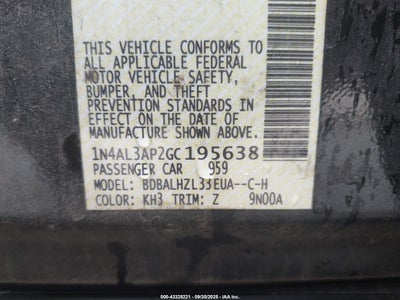 THIS VEHICLE CONFORMS TO
ALL APPLICABLE FEDERAL
MOTOR VEHICLE SAFETY,
BUMPER, AND THEFT
PREVENTION STANDARDS IN
EFFECT ON THE DATE OF
MANUFACTURE SHOWN ABOVE.
1N4AL3AP2GC195638
PASSENGER CAR 959
MODEL: BDBALHZL33EUA--C-H
COLOR: KH3 TRIM: Z 9N00A
000-43328221 - (09/30/2025 - IAAI.COM)